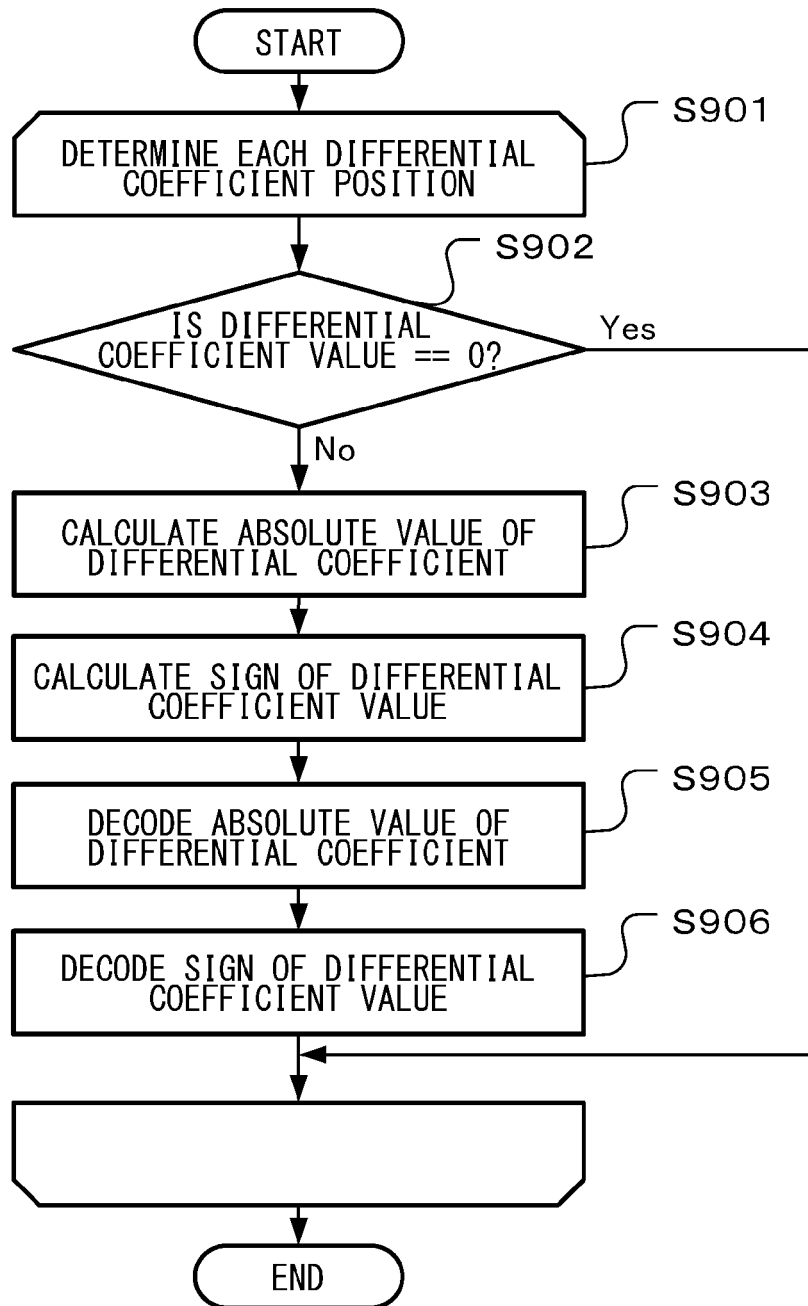 START
S901
DETERMINE EACH DIFFERENTIAL
COEFFICIENT POSITION
S902
IS DIFFERENTIAL
COEFFICIENT VALUE == 0?
Yes
No
S903
CALCULATE ABSOLUTE VALUE OF
DIFFERENTIAL COEFFICIENT
S904
CALCULATE SIGN OF DIFFERENTIAL
COEFFICIENT VALUE
S905
DECODE ABSOLUTE VALUE OF
DIFFERENTIAL COEFFICIENT
S906
DECODE SIGN OF DIFFERENTIAL
COEFFICIENT VALUE
END